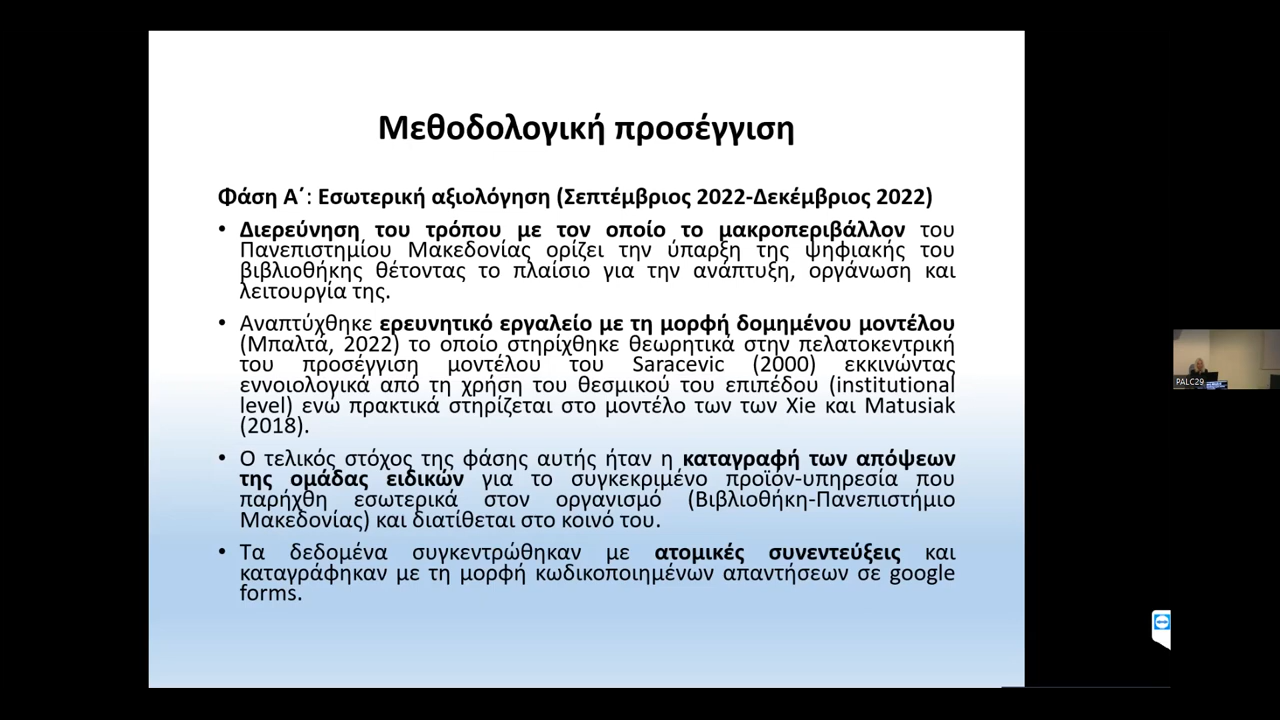 Μεθοδολογική προσέγγιση
Φάση Α΄: Εσωτερική αξιολόγηση (Σεπτέμβριος 2022-Δεκέμβριος 2022)
• Διερεύνηση του τρόπου με τον οποίο το μακροπεριβάλλον του
Πανεπιστημίου Μακεδονίας ορίζει την ύπαρξη της ψηφιακής του
βιβλιοθήκης θέτοντας το πλαίσιο για την ανάπτυξη, οργάνωση και
λειτουργία της.
• Αναπτύχθηκε ερευνητικό εργαλείο με τη μορφή δομημένου μοντέλου
(Μπαλτά, 2022) το οποίο στηρίχθηκε θεωρητικά στην πελατοκεντρική
του προσέγγιση μοντέλου του Saracevic (2000) εκκινώντας
εννοιολογικά από τη χρήση του θεσμικού του επιπέδου (institutional
level) ενώ πρακτικά στηρίζεται στο μοντέλο των των Xie και Matusiak
(2018).
• Ο τελικός στόχος της φάσης αυτής ήταν η καταγραφή των απόψεων
της ομάδας ειδικών για το συγκεκριμένο προϊόν-υπηρεσία που
παρήχθη εσωτερικά στον οργανισμό (Βιβλιοθήκη-Πανεπιστήμιο
Μακεδονίας) και διατίθεται στο κοινό του.
• Τα δεδομένα συγκεντρώθηκαν με ατομικές συνεντεύξεις και
καταγράφηκαν με τη μορφή κωδικοποιημένων απαντήσεων σε google
forms.
PALC29